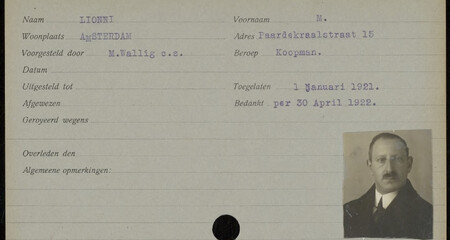 Naam LIONNI Voornaam M.
Woonplaats AMSTERDAM Adres Paardekraalstraat 15
Voorgesteld door M.Wallig c.s. Beroep Koopman.
Datum
Uitgesteld tot Toegelaten 1 januari 1921.
Afgewezen Bedankt per 30 April 1922.
Geroyeerd wegens
Overleden den
Algemeene opmerkingen: